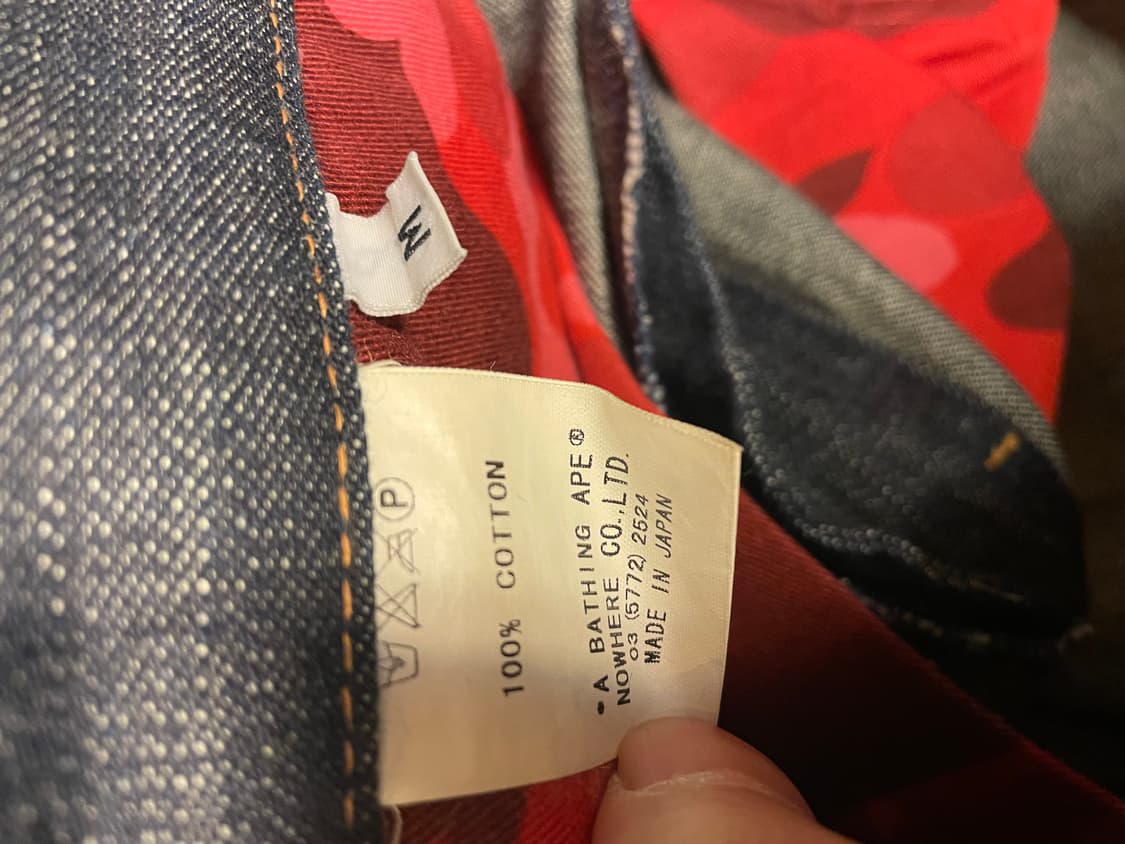 M
P
100% COTTON
• A BATHING APE®
NOWHERE CO.,LTD.
03 (5772) 2524
MADE IN JAPAN